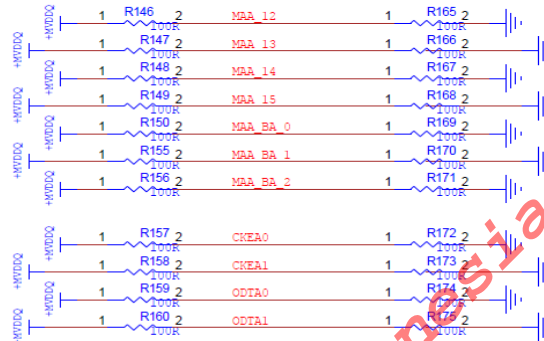 +MVDDQ 1 R146 2 100R MAA_12 1 R165 2 100R
+MVDDQ 1 R147 2 100R MAA_13 1 R166 2 100R
+MVDDQ 1 R148 2 100R MAA_14 1 R167 2 100R
+MVDDQ 1 R149 2 100R MAA_15 1 R168 2 100R
+MVDDQ 1 R150 2 100R MAA_BA_0 1 R169 2 100R
+MVDDQ 1 R155 2 100R MAA_BA_1 1 R170 2 100R
+MVDDQ 1 R156 2 100R MAA_BA_2 1 R171 2 100R
+MVDDQ 1 R157 2 100R CKEA0 1 R172 2 100R
+MVDDQ 1 R158 2 100R CKEA1 1 R173 2 100R
+MVDDQ 1 R159 2 100R ODTA0 1 R174 2 100R
+MVDDQ 1 R160 2 100R ODTA1 1 R175 2 100R
nesia